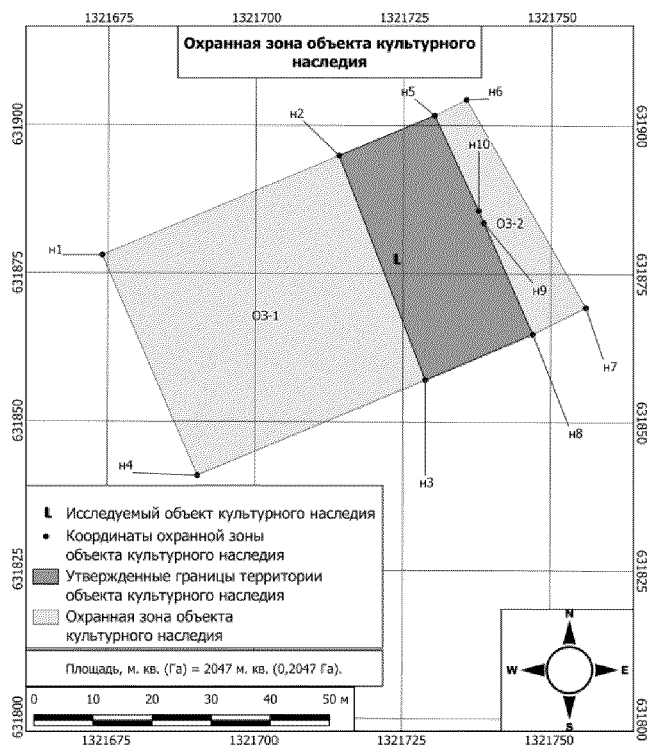 1321675 1321700 1321725 1321750
Охранная зона объекта культурного
наследия
н5
н6
н2
631900
631900
н10
ОЗ-2
н1
L
631875
631875
н9
ОЗ-1
н7
н8
631850
631850
н4
н3
L Исследуемый объект культурного наследия
Координаты охранной зоны
объекта культурного наследия
Утвержденные границы территории
объекта культурного наследия
Охранная зона объекта
культурного наследия
631825
631825
Площадь, м. кв. (Га) = 2047 м. кв. (0,2047 Га).
0 10 20 30 40 50 м
N
W E
S
631800
631800
1321675 1321700 1321725 1321750